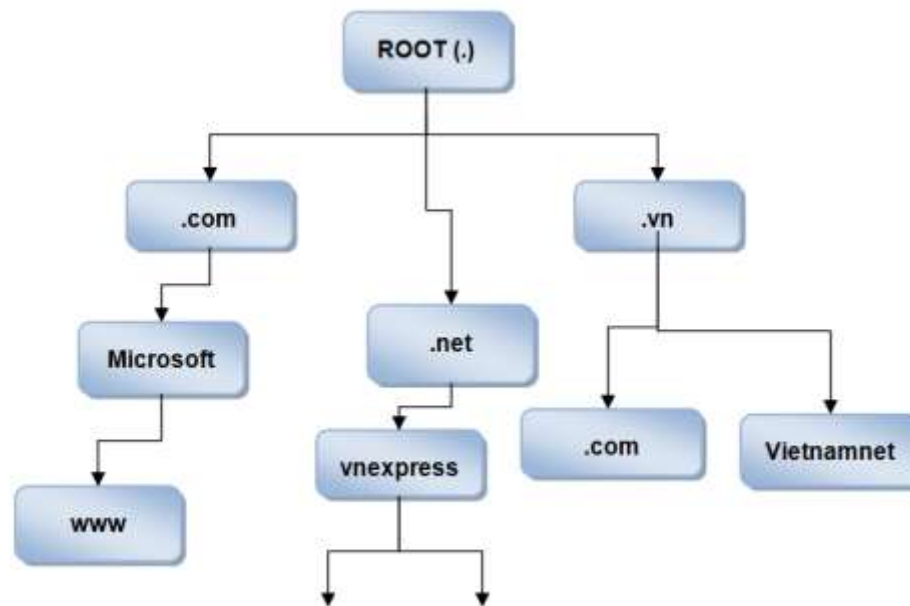 ROOT (.)
.com
.vn
Microsoft
.net
.com
Vietnamnet
vnexpress
www